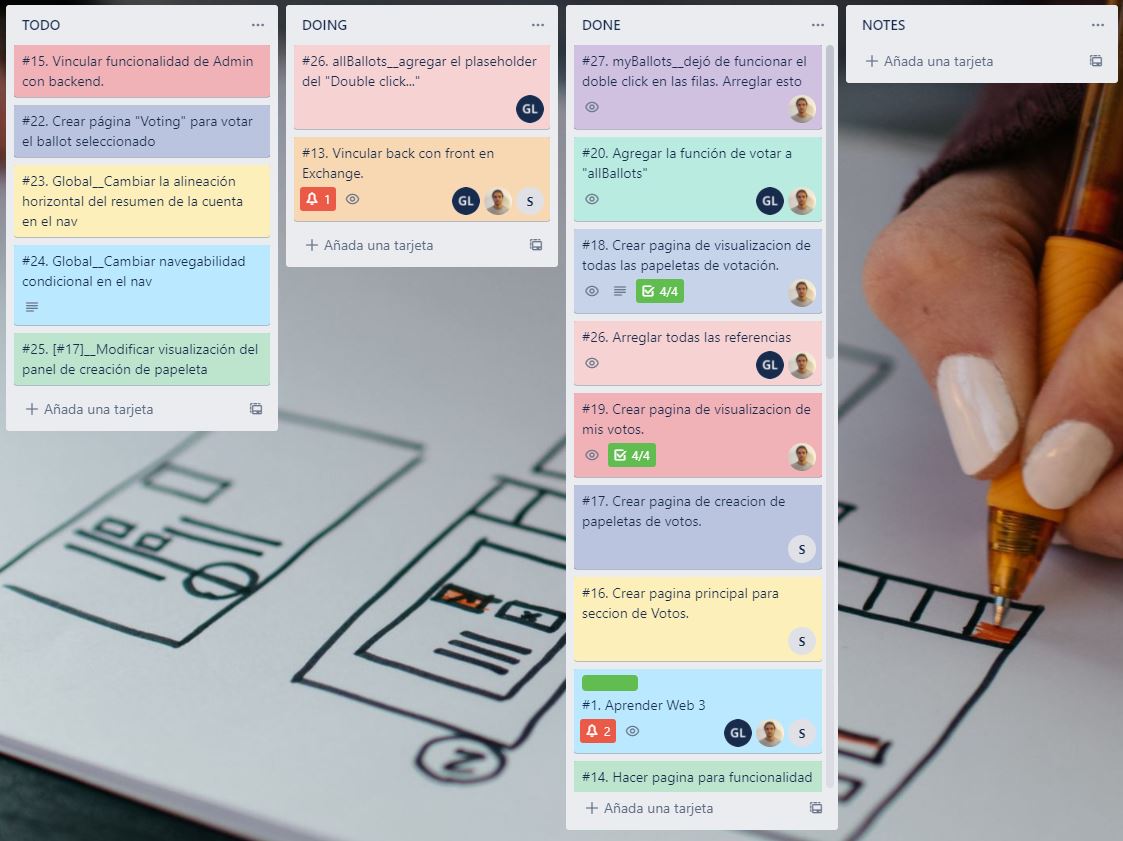 TODO
#15. Vincular funcionalidad de Admin
con backend.
#22. Crear página "Voting" para votar
el ballot seleccionado
#23. Global__Cambiar la alineación
horizontal del resumen de la cuenta
en el nav
#24. Global__Cambiar navegabilidad
condicional en el nav
#25. [#17]__Modificar visualización del
panel de creación de papeleta
Añada una tarjeta
DOING
#26. allBallots__agregar el plaseholder
del "Double click..."
GL
#13. Vincular back con front en
Exchange.
1
GL
S
Añada una tarjeta
DONE
#27. myBallots__dejó de funcionar el
doble click en las filas. Arreglar esto
#20. Agregar la función de votar a
"allBallots"
GL
#18. Crear pagina de visualizacion de
todas las papeletas de votación.
4/4
#26. Arreglar todas las referencias
GL
#19. Crear pagina de visualizacion de
mis votos.
4/4
#17. Crear pagina de creacion de
papeletas de votos.
S
#16. Crear pagina principal para
seccion de Votos.
S
#1. Aprender Web 3
2
GL
S
#14. Hacer pagina para funcionalidad
Añada una tarjeta
NOTES
Añada una tarjeta